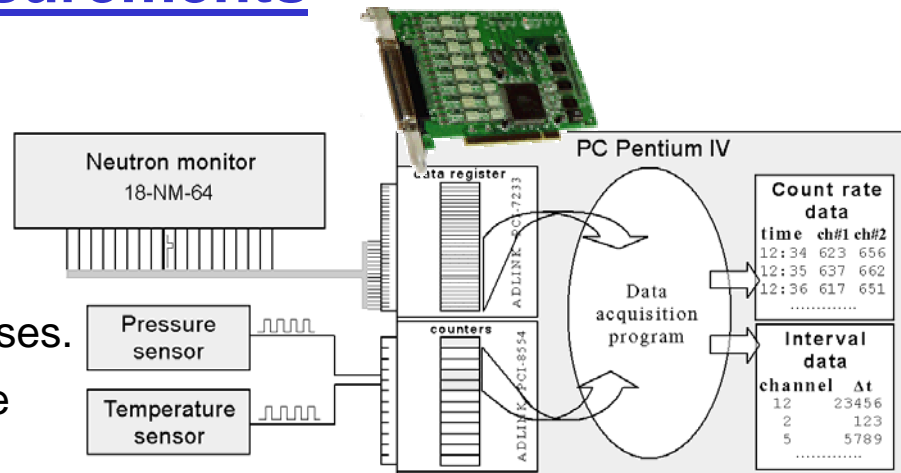 urements
Neutron monitor
18-NM-64
Pressure
sensor
Temperature
sensor
ses.
e
PC Pentium IV
data register
ADLINK PCI-7233
counters
ADLINK PCI-8554
Data
acquisition
program
Count rate
data
time ch#1 ch#2
12:34 623 656
12:35 637 662
12:36 617 651
.............
Interval
data
channel Δt
12 23456
2 123
5 5789
.............